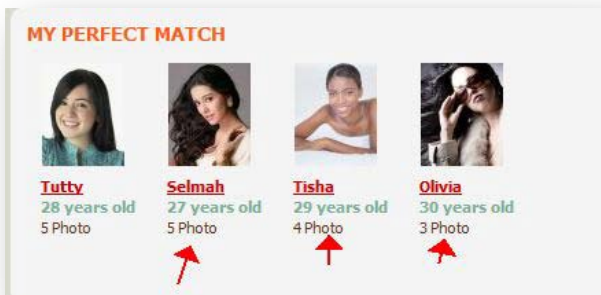 MY PERFECT MATCH
Tutty Selmah Tisha Olivia
28 years old 27 years old 29 years old 30 years old
5 Photo 5 Photo 4 Photo 3 Photo